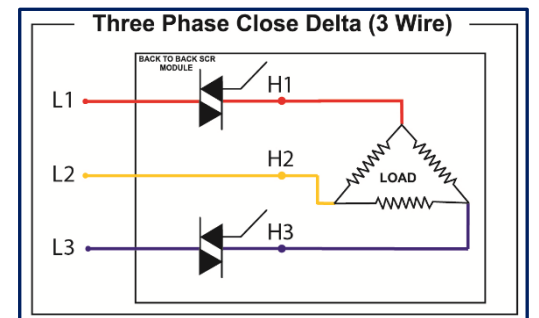 Three Phase Close Delta (3 Wire)
BACK TO BACK SCR
MODULE
L1
H1
L2
H2
LOAD
L3
H3